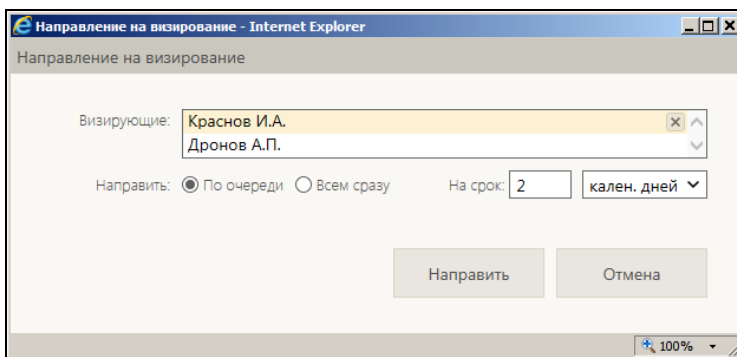 Направление на визирование - Internet Explorer
Направление на визирование
Визирующие: Краснов И.А.
Дронов А.П.
Направить: По очереди Всем сразу На срок: 2 кален. дней
Направить Отмена
100%